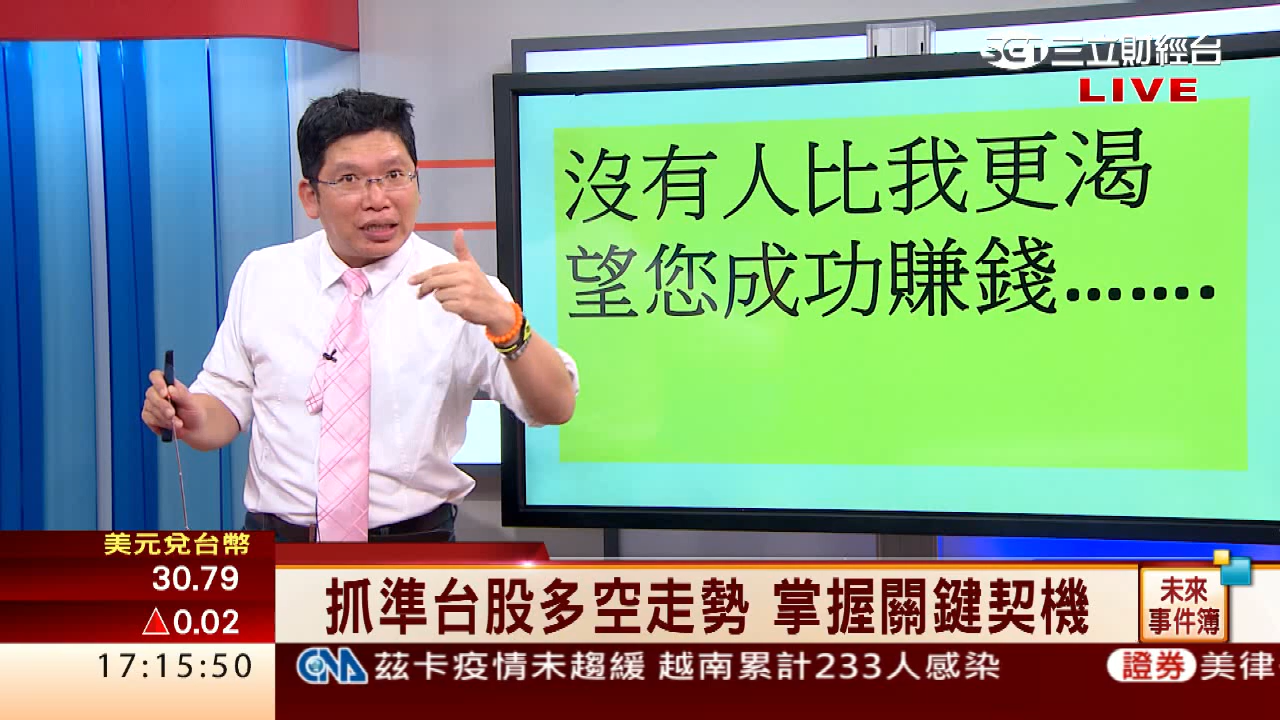 SET三立財經台
LIVE
沒有人比我更渴
望您成功賺錢.......
美元兌台幣
30.79
△0.02
17:15:50
抓準台股多空走勢 掌握關鍵契機
未來
事件簿
CNA 茲卡疫情未趨緩 越南累計233人感染
證券 美律